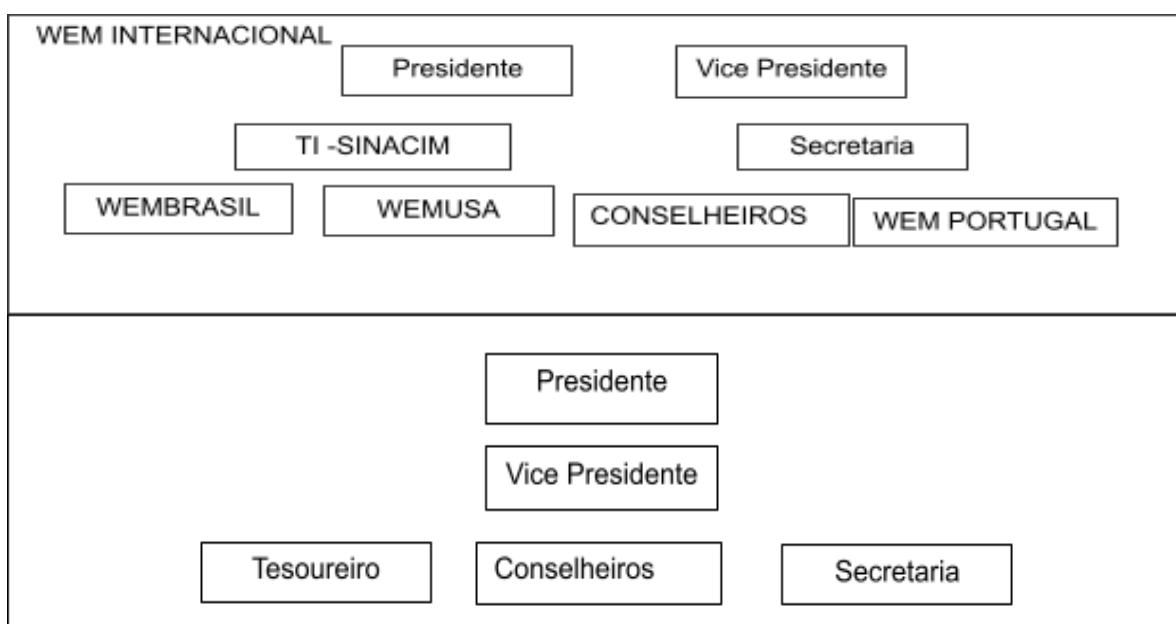 WEM INTERNACIONAL
Presidente
Vice Presidente
TI -SINACIM
Secretaria
WEMBRASIL
WEMUSA
CONSELHEIROS
WEM PORTUGAL
Presidente
Vice Presidente
Tesoureiro
Conselheiros
Secretaria